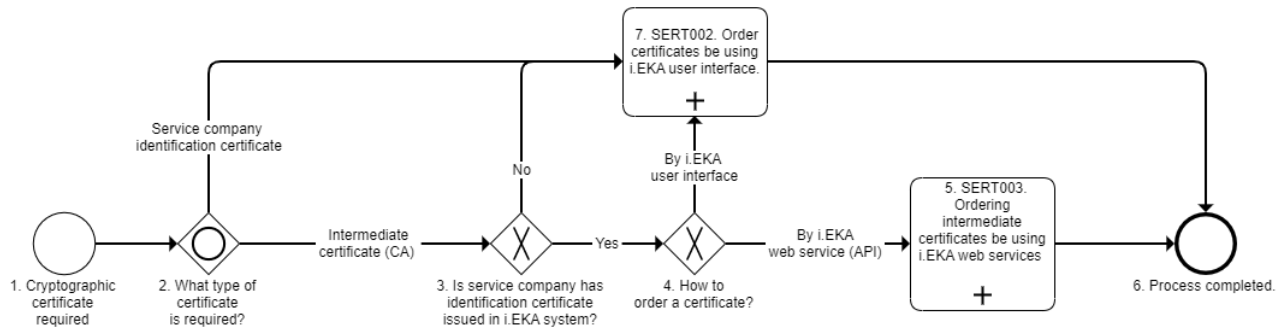 7. SERT002. Order
certificates be using
i.EKA user interface.
Service company
identification certificate
No
By i.EKA
user interface
5. SERT003.
Ordering
intermediate
certificates be using
i.EKA web services
Intermediate
certificate (CA)
Yes
By i.EKA
web service (API)
1. Cryptographic
certificate
required
2. What type of
certificate
is required?
3. Is service company has
identification certificate
issued in i.EKA system?
4. How to
order a certificate?
6. Process completed.